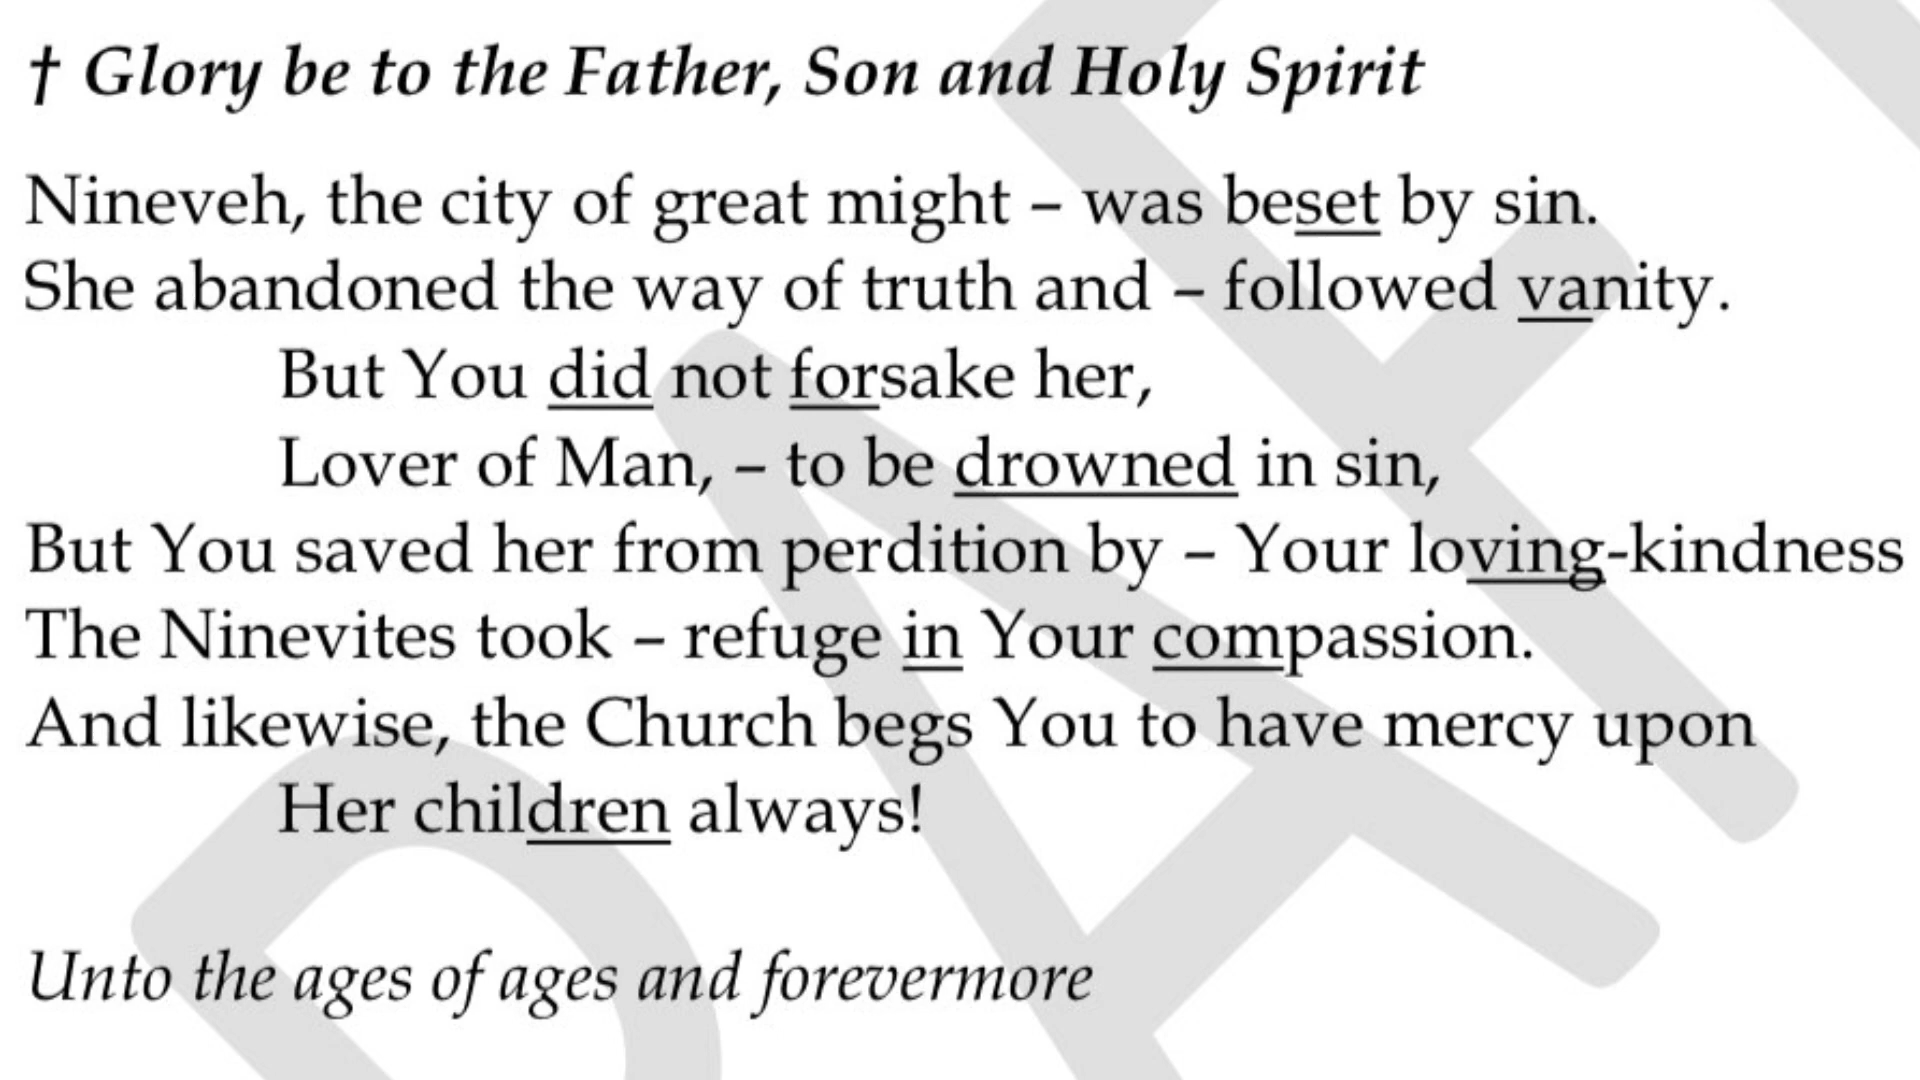 † Glory be to the Father, Son and Holy Spirit
Nineveh, the city of great might – was beset by sin.
She abandoned the way of truth and – followed vanity.
But You did not forsake her,
Lover of Man, – to be drowned in sin,
But You saved her from perdition by – Your loving-kindness
The Ninevites took – refuge in Your compassion.
And likewise, the Church begs You to have mercy upon
Her children always!
Unto the ages of ages and forevermore